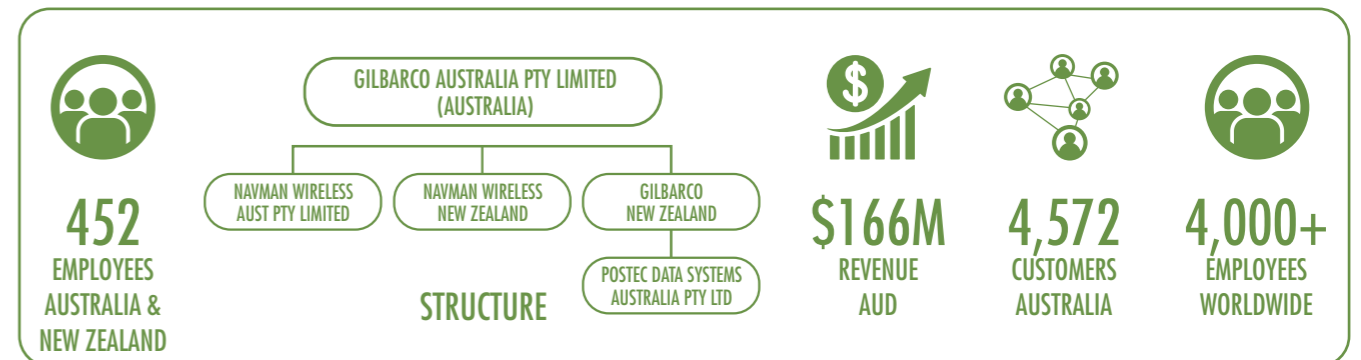 452
EMPLOYEES
AUSTRALIA &
NEW ZEALAND
GILBARCO AUSTRALIA PTY LIMITED
(AUSTRALIA)
NAVMAN WIRELESS
AUST PTY LIMITED
NAVMAN WIRELESS
NEW ZEALAND
GILBARCO
NEW ZEALAND
POSTEC DATA SYSTEMS
AUSTRALIA PTY LTD
STRUCTURE
$
$166M
REVENUE
AUD
4,572
CUSTOMERS
AUSTRALIA
4,000+
EMPLOYEES
WORLDWIDE